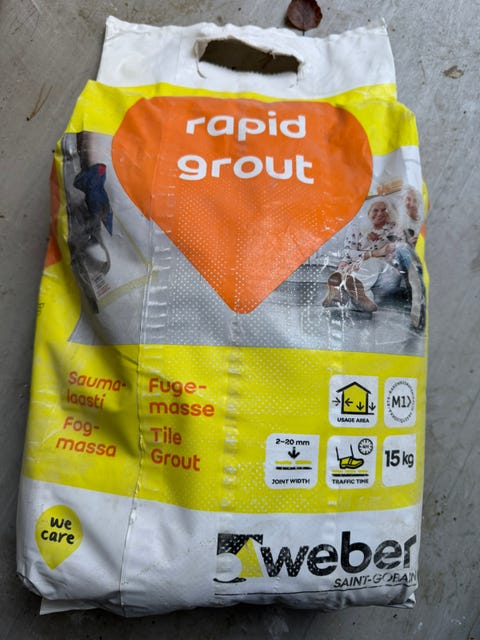 rapid
grout
Sauma-
laasti
Fuge-
masse
Fog-
massa
Tile
Grout
USAGE AREA
M1
2–20 mm
JOINT WIDTH
TRAFFIC TIME
15 kg
we
care
weber
SAINT-GOBAIN